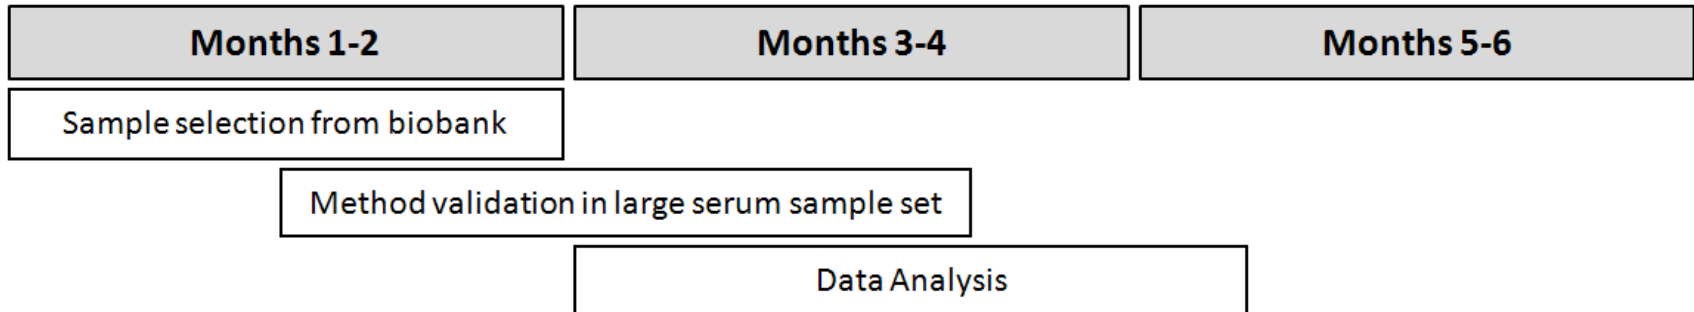 Months 1-2 Months 3-4 Months 5-6
Sample selection from biobank
Method validation in large serum sample set
Data Analysis